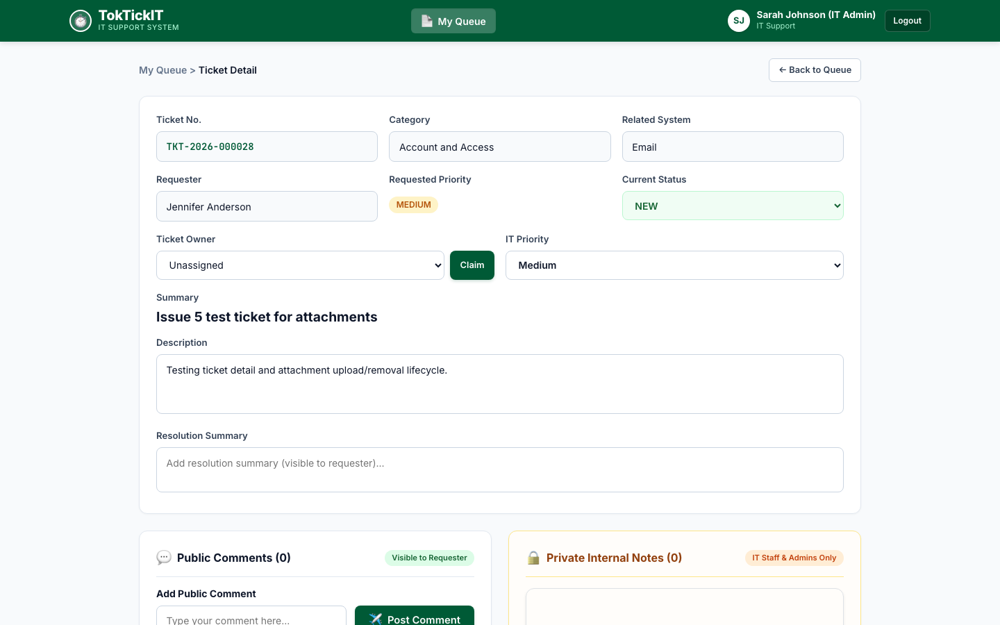 TokTickIT
IT SUPPORT SYSTEM
My Queue
SJ
Sarah Johnson (IT Admin)
IT Support
Logout
My Queue > Ticket Detail
← Back to Queue
Ticket No.
Category
Related System
TKT-2026-000028
Account and Access
Email
Requester
Requested Priority
Current Status
Jennifer Anderson
MEDIUM
NEW
Ticket Owner
IT Priority
Unassigned
Claim
Medium
Summary
Issue 5 test ticket for attachments
Description
Testing ticket detail and attachment upload/removal lifecycle.
Resolution Summary
Add resolution summary (visible to requester)...
Public Comments (0)
Visible to Requester
Private Internal Notes (0)
IT Staff & Admins Only
Add Public Comment
Type your comment here...
Post Comment